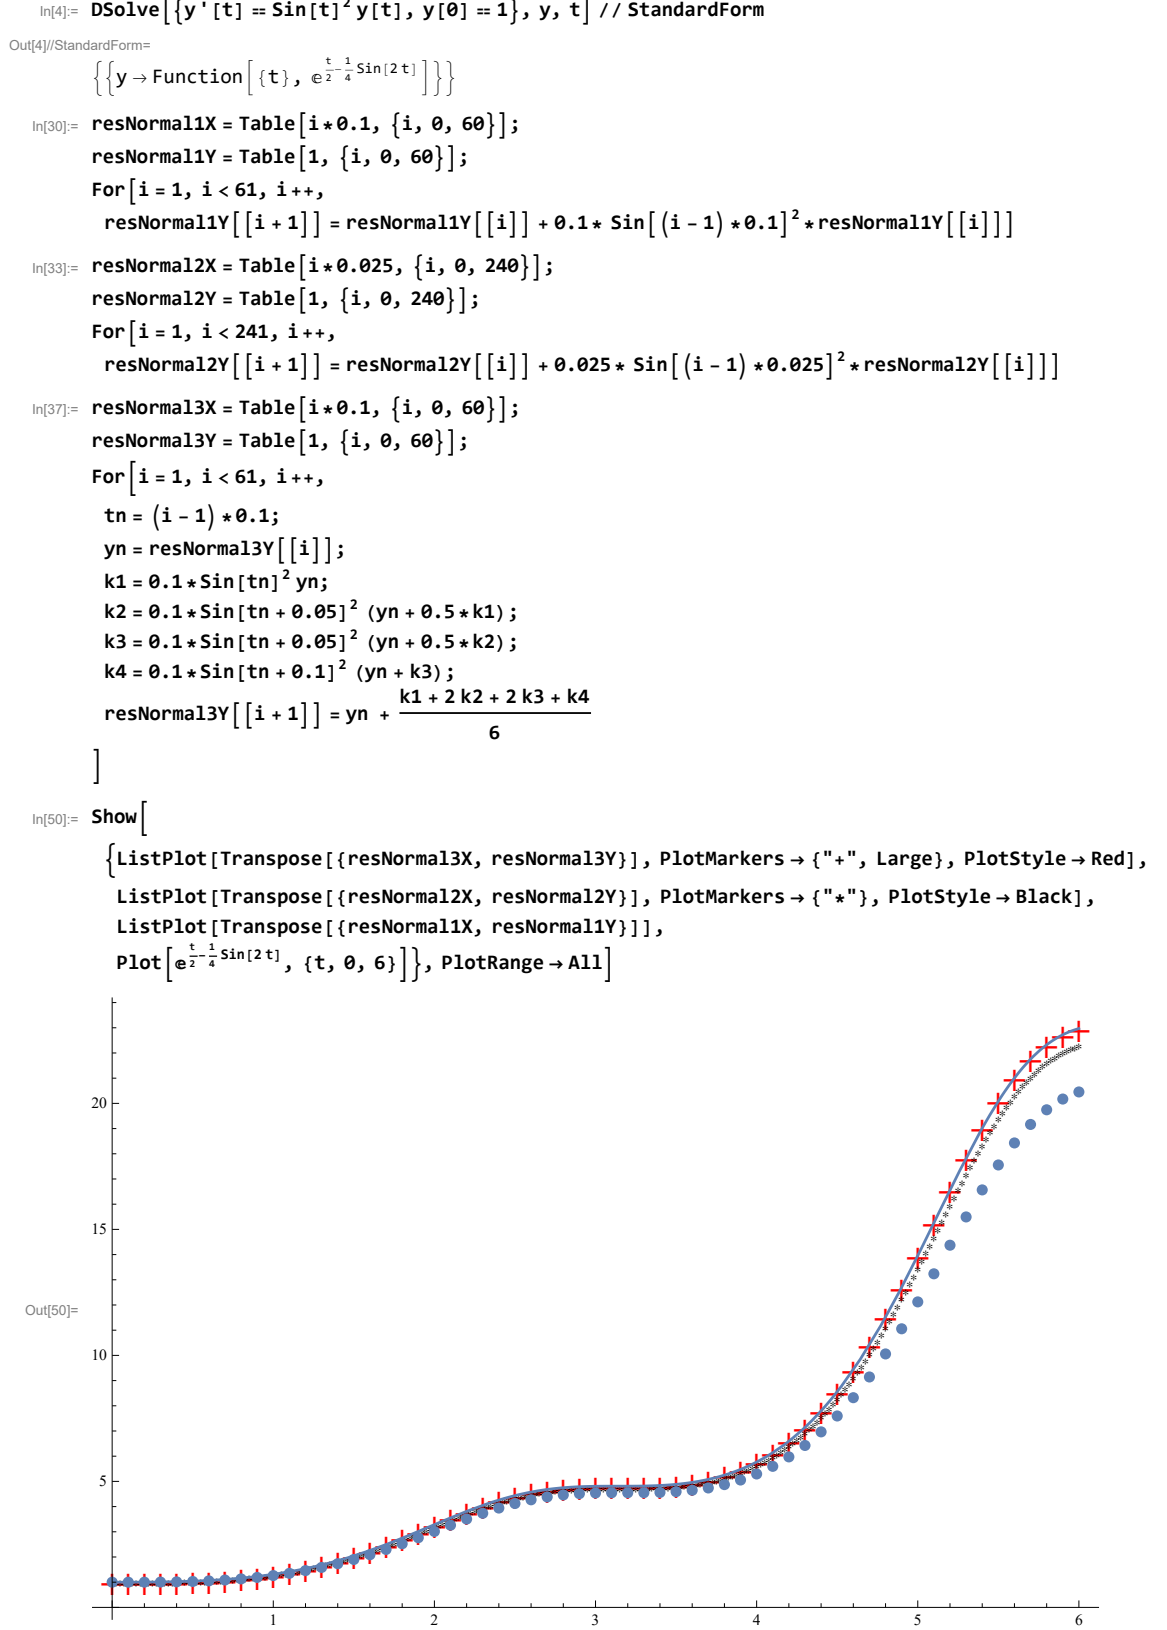 In[4]:= DSolve[{y'[t] == Sin[t]^2 y[t], y[0] == 1}, y, t] // StandardForm
Out[4]//StandardForm=
{{y → Function[{t}, ⅇ^(t/2 - 1/4 Sin[2 t])]}}
In[30]:= resNormal1X = Table[i*0.1, {i, 0, 60}];
resNormal1Y = Table[1, {i, 0, 60}];
For[i = 1, i < 61, i++,
resNormal1Y[[i + 1]] = resNormal1Y[[i]] + 0.1* Sin[(i - 1) *0.1]^2 *resNormal1Y[[i]]]
In[33]:= resNormal2X = Table[i*0.025, {i, 0, 240}];
resNormal2Y = Table[1, {i, 0, 240}];
For[i = 1, i < 241, i++,
resNormal2Y[[i + 1]] = resNormal2Y[[i]] + 0.025* Sin[(i - 1) *0.025]^2 *resNormal2Y[[i]]]
In[37]:= resNormal3X = Table[i*0.1, {i, 0, 60}];
resNormal3Y = Table[1, {i, 0, 60}];
For[i = 1, i < 61, i++,
tn = (i - 1) *0.1;
yn = resNormal3Y[[i]];
k1 = 0.1*Sin[tn]^2 yn;
k2 = 0.1*Sin[tn + 0.05]^2 (yn + 0.5*k1);
k3 = 0.1*Sin[tn + 0.05]^2 (yn + 0.5*k2);
k4 = 0.1*Sin[tn + 0.1]^2 (yn + k3);
resNormal3Y[[i + 1]] = yn + (k1 + 2 k2 + 2 k3 + k4)/6
]
In[50]:= Show[
{ListPlot[Transpose[{resNormal3X, resNormal3Y}], PlotMarkers → {"+", Large}, PlotStyle → Red],
ListPlot[Transpose[{resNormal2X, resNormal2Y}], PlotMarkers → {"*"}, PlotStyle → Black],
ListPlot[Transpose[{resNormal1X, resNormal1Y}]],
Plot[ⅇ^(t/2 - 1/4 Sin[2 t]), {t, 0, 6}]}, PlotRange → All]
20
15
Out[50]=
10
5
1 2 3 4 5 6